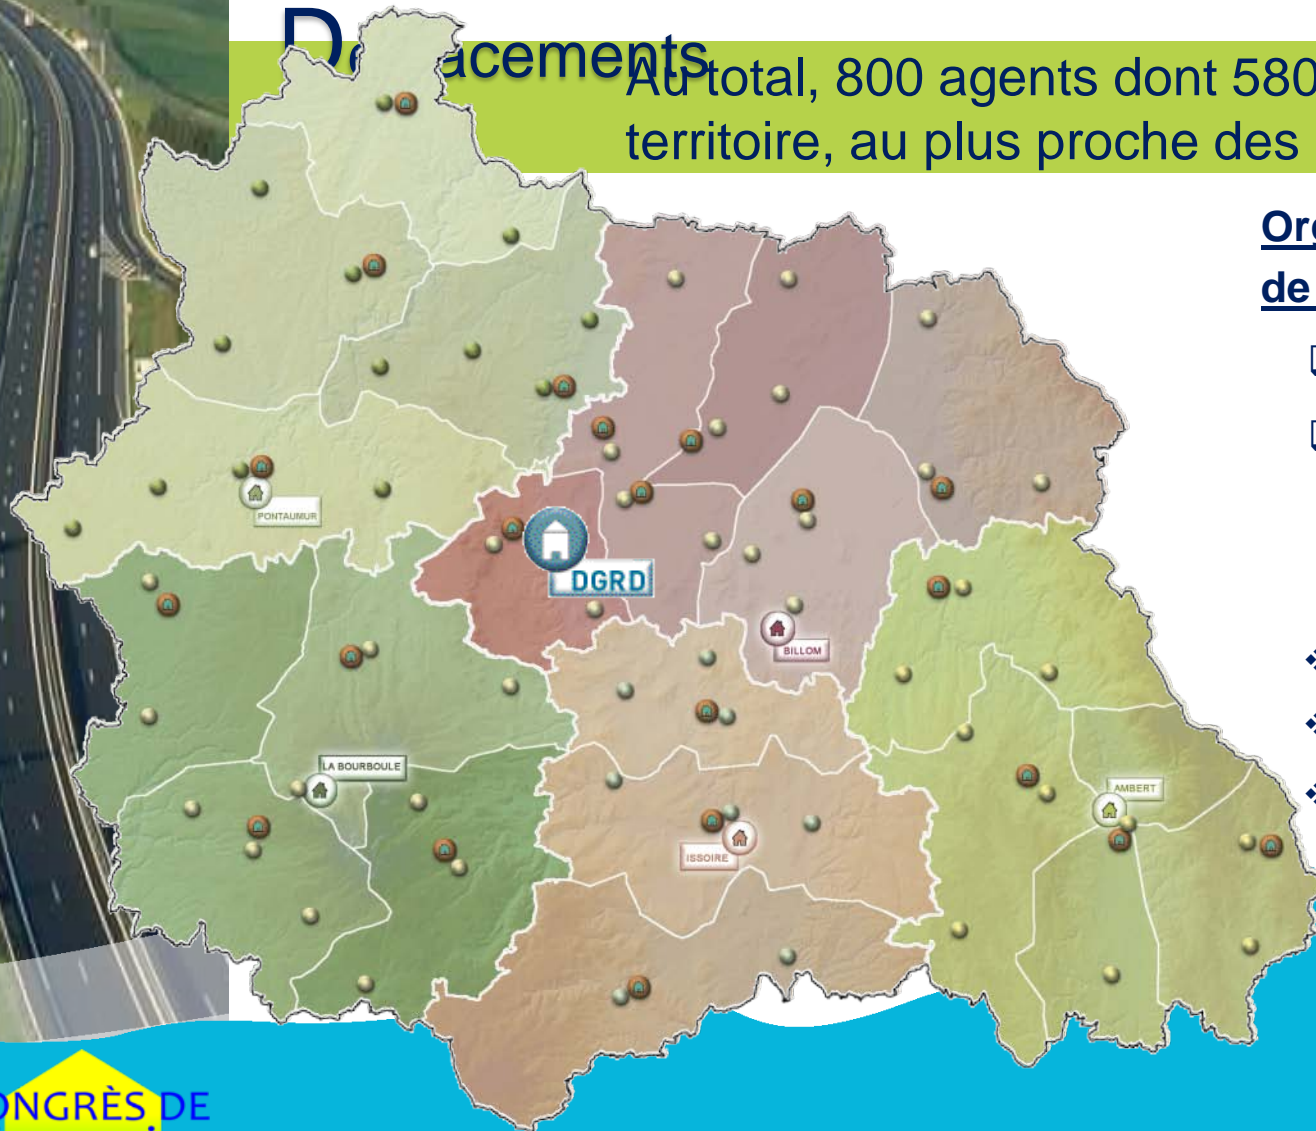 Au total, 800 agents dont 580
territoire, au plus proche des
de
PONTAUMUR
DGRD
BILLOM
LA BOURBOULE
AMBERT
ISSOIRE
DE